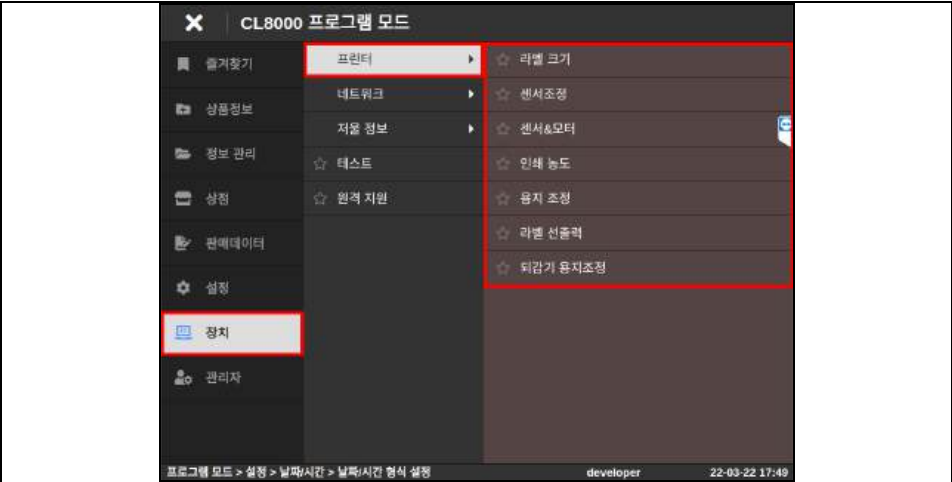 CL8000 프로그램 모드
즐겨찾기
상품정보
정보 관리
상점
판매데이터
설정
장치
관리자
프린터
네트워크
저울 정보
테스트
원격 지원
라벨 크기
센서조정
센서&모터
인쇄 농도
용지 조정
라벨 선출력
되감기 용지조정
프로그램 모드 > 설정 > 날짜/시간 > 날짜/시간 형식 설정
developer
22-03-22 17:49